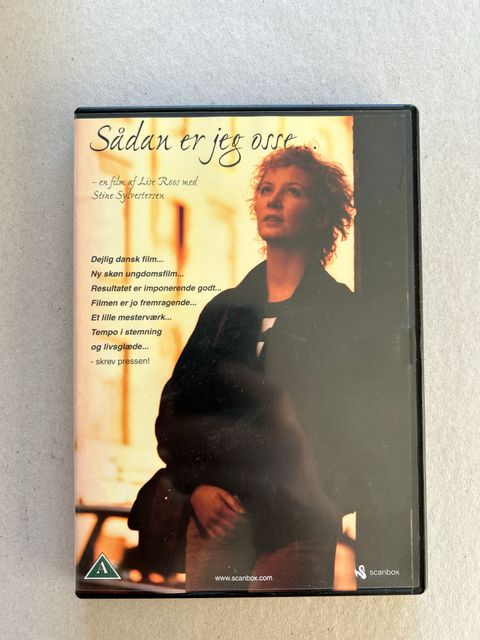 Sådan er jeg osse...
– en film af Lise Roos med
Stine Sylvestersen
Dejlig dansk film...
Ny skøn ungdomsfilm...
Resultatet er imponerende godt...
Filmen er jo fremragende...
Et lille mesterværk...
Tempo i stemning
og livsglæde...
- skrev pressen!
A
www.scanbox.com
scanbox